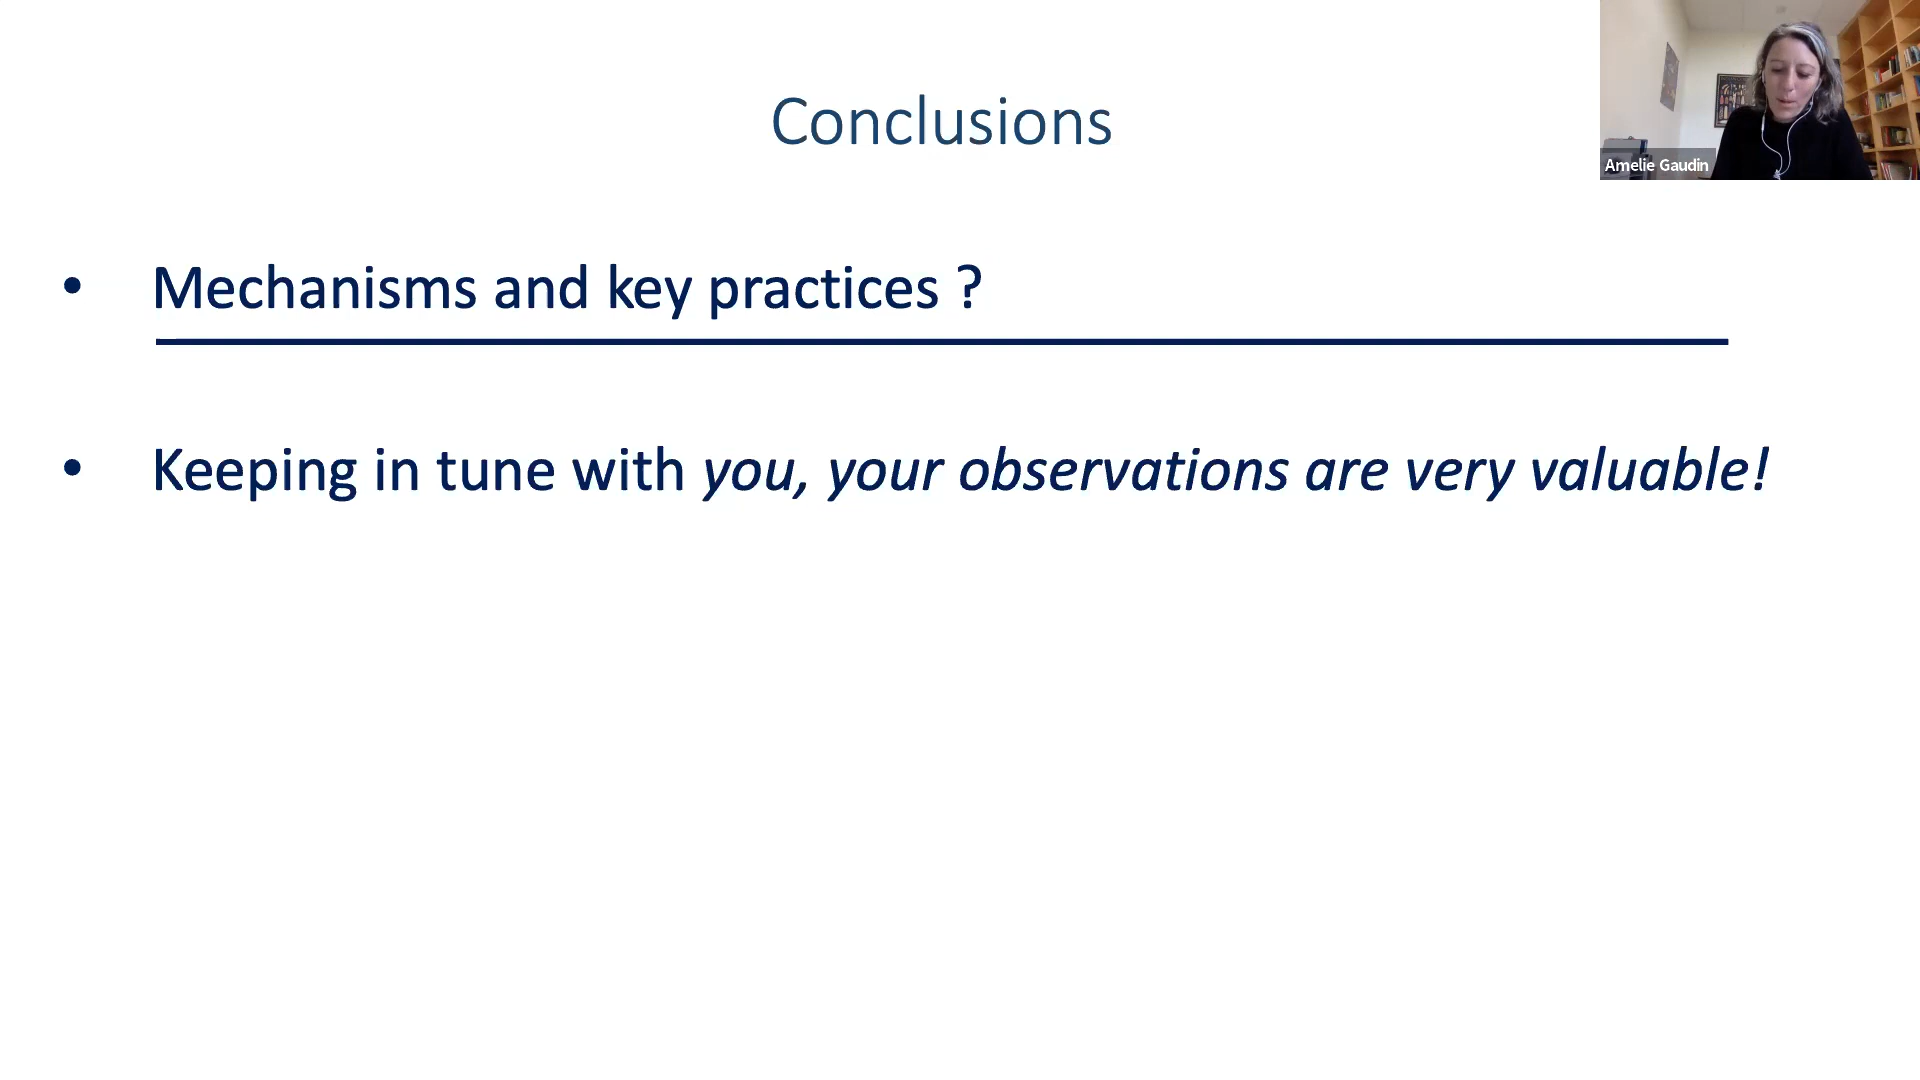 Conclusions
Amelie Gaudin
• Mechanisms and key practices ?
• Keeping in tune with you, your observations are very valuable!